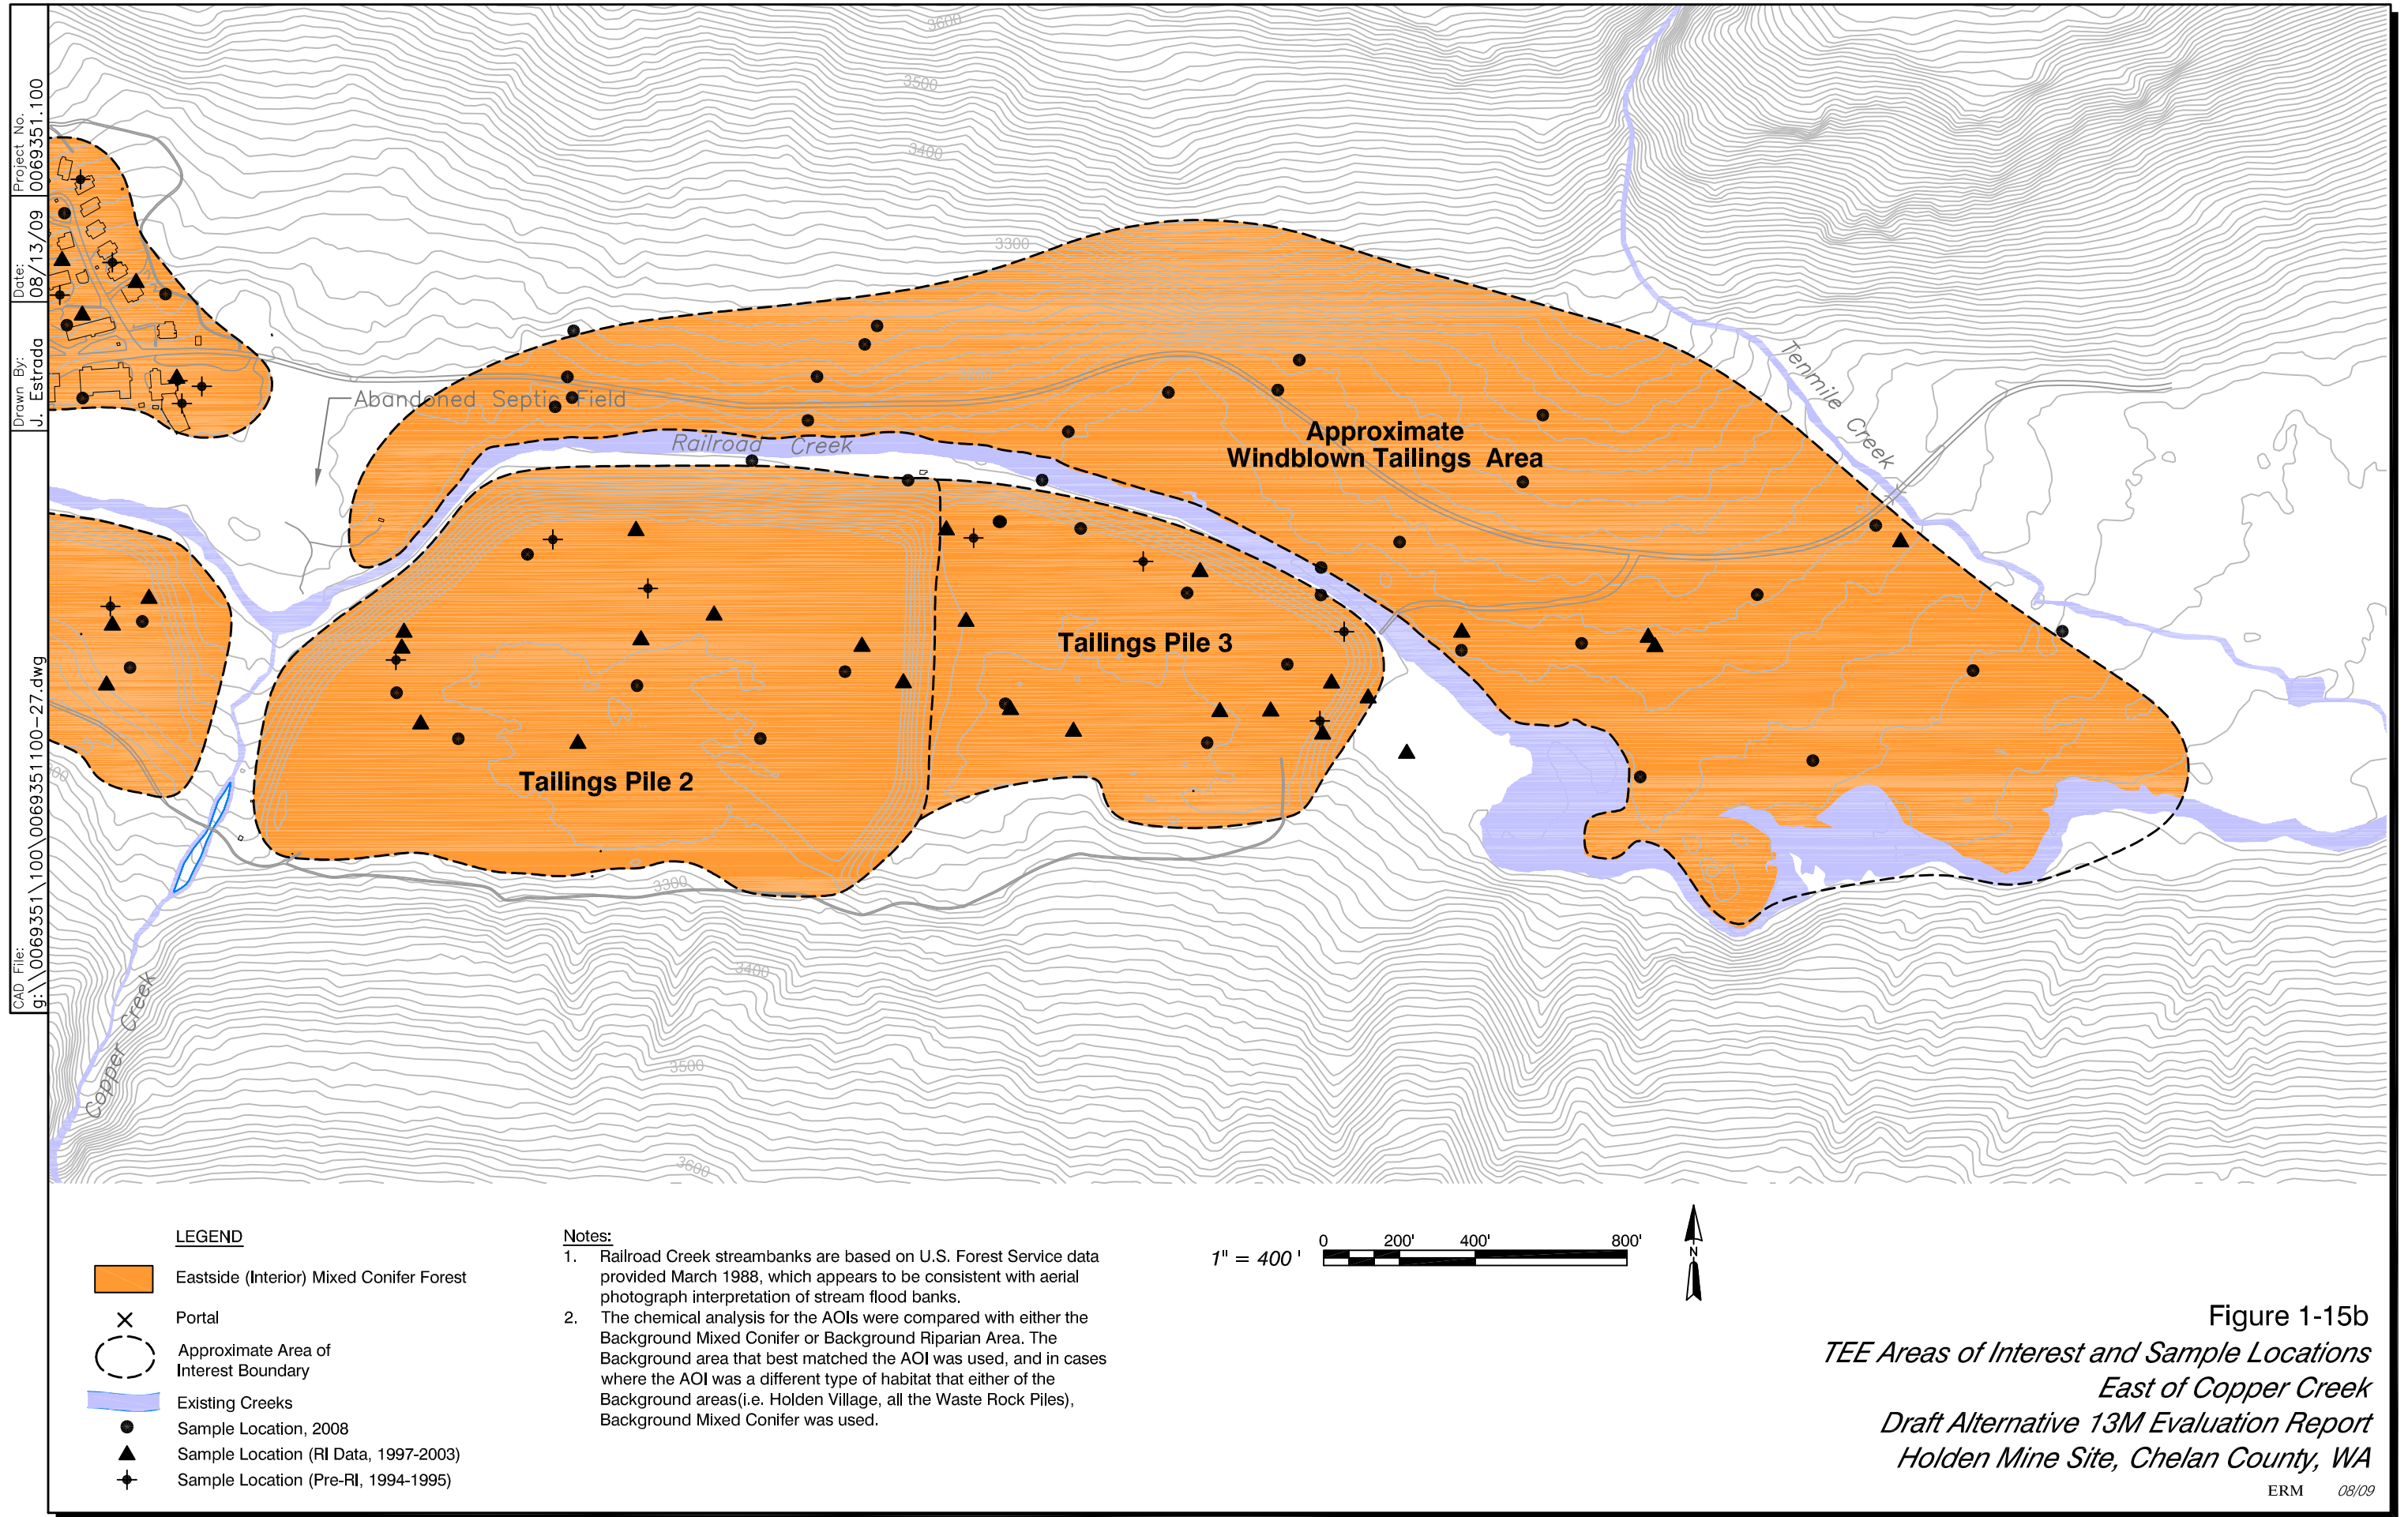 Project No.
0069351.100
Date:
08/13/09
Drawn By:
J. Estrada
CAD File:
g:\\0069351\100\00693511100-27.dwg
3600
3500
3400
3300
3200
Abandoned Septic Field
Railroad Creek
Approximate
Windblown Tailings Area
Tenmile Creek
Tailings Pile 3
Tailings Pile 2
3300
3400
3500
3600
Copper Creek
LEGEND
Eastside (Interior) Mixed Conifer Forest
Portal
Approximate Area of
Interest Boundary
Existing Creeks
Sample Location, 2008
Sample Location (RI Data, 1997-2003)
Sample Location (Pre-RI, 1994-1995)
Notes:
1. Railroad Creek streambanks are based on U.S. Forest Service data
provided March 1988, which appears to be consistent with aerial
photograph interpretation of stream flood banks.
2. The chemical analysis for the AOIs were compared with either the
Background Mixed Conifer or Background Riparian Area. The
Background area that best matched the AOI was used, and in cases
where the AOI was a different type of habitat that either of the
Background areas(i.e. Holden Village, all the Waste Rock Piles),
Background Mixed Conifer was used.
1" = 400 '
0 200' 400' 800'
N
Figure 1-15b
TEE Areas of Interest and Sample Locations
East of Copper Creek
Draft Alternative 13M Evaluation Report
Holden Mine Site, Chelan County, WA
ERM 08/09